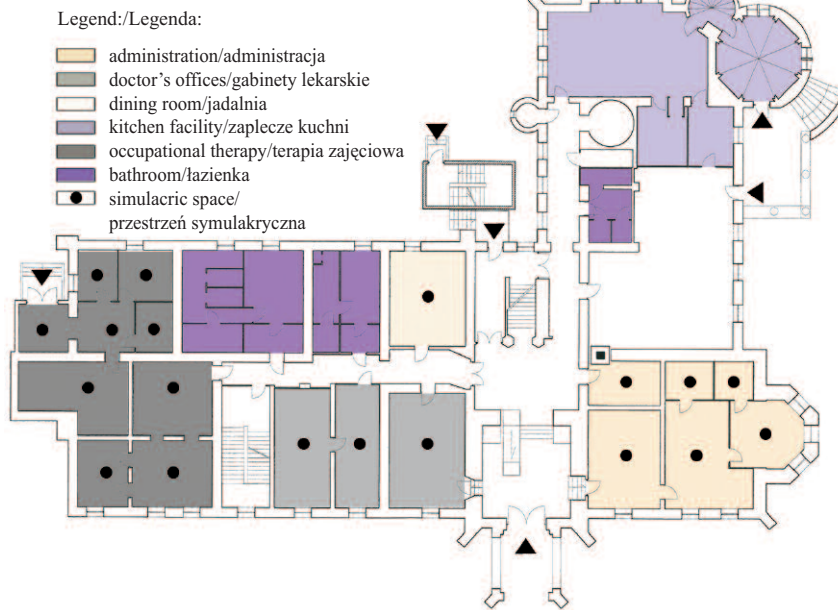 Legend:/Legenda:
administration/administracja
doctor’s offices/gabinety lekarskie
dining room/jadalnia
kitchen facility/zaplecze kuchni
occupational therapy/terapia zajęciowa
bathroom/łazienka
simulacric space/
przestrzeń symulakryczna